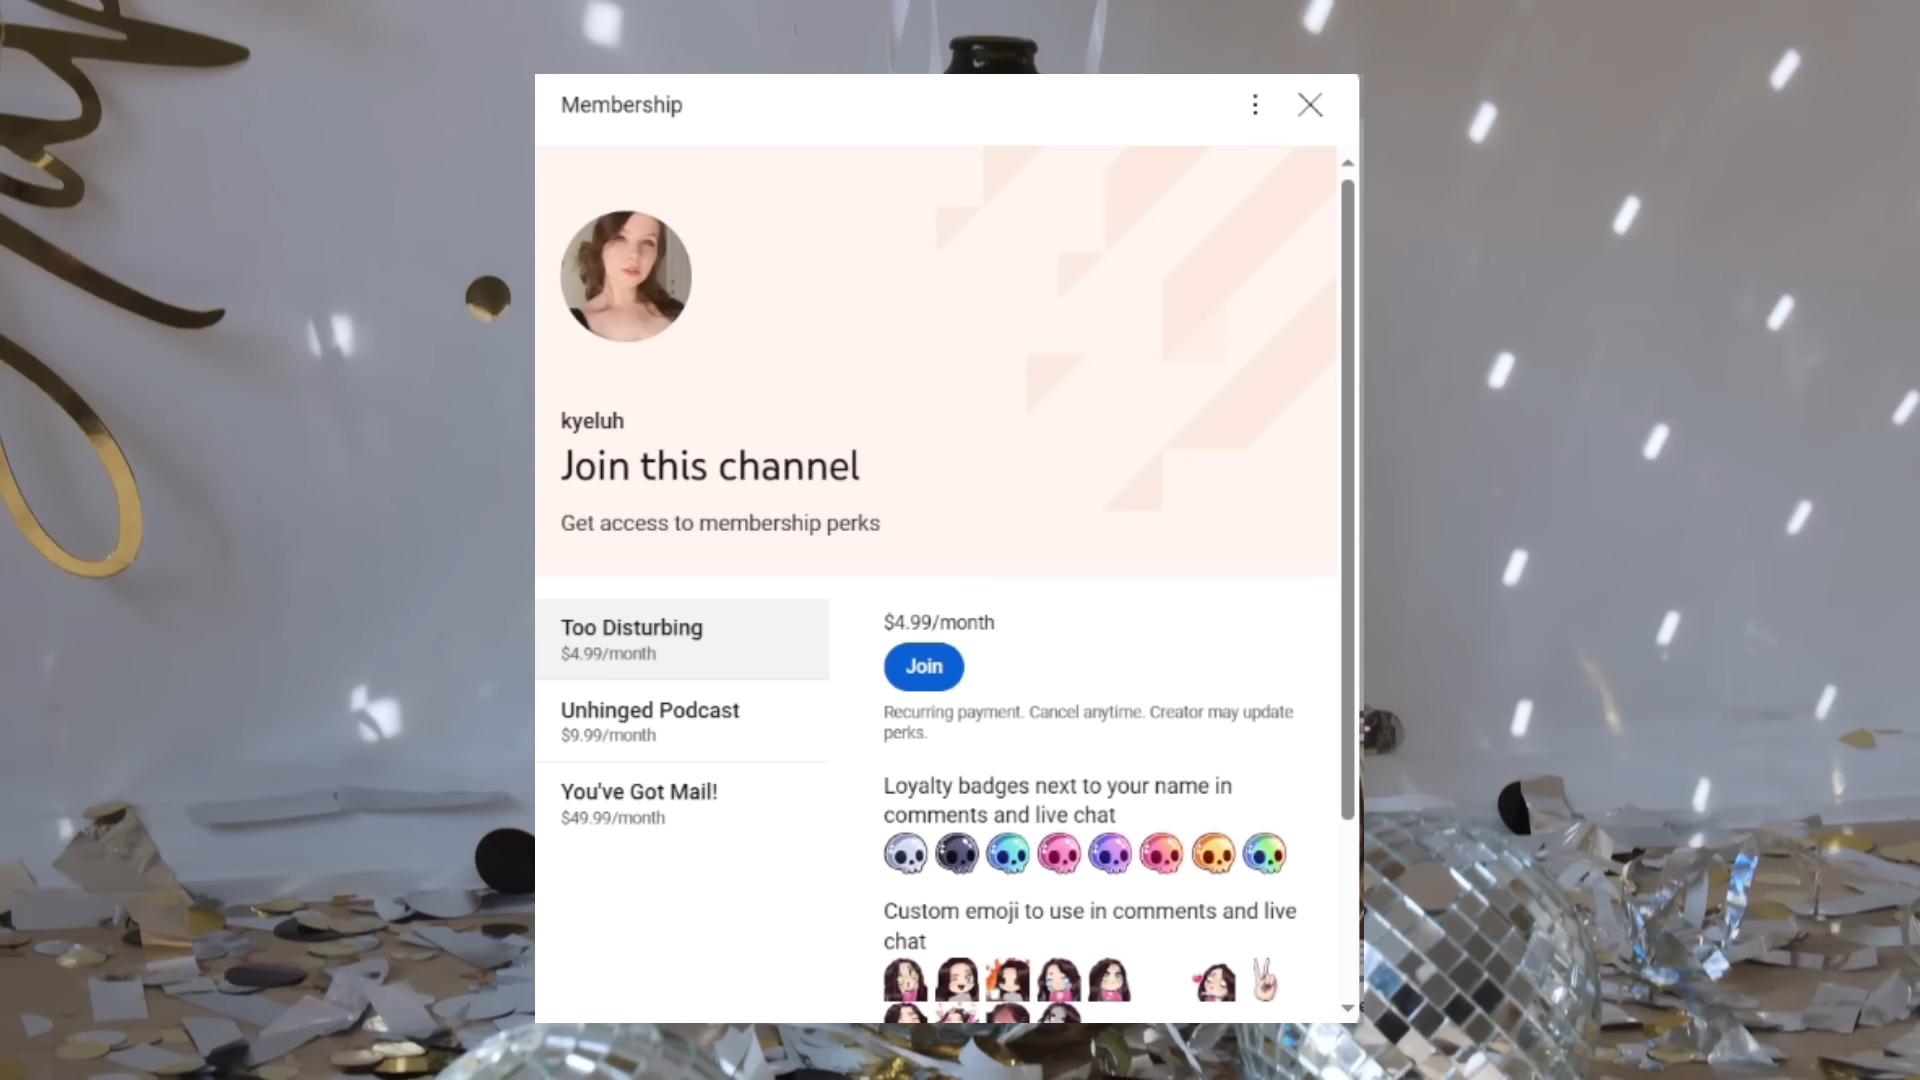 Membership
kyeluh
Join this channel
Get access to membership perks
Too Disturbing
$4.99/month
Unhinged Podcast
$9.99/month
You've Got Mail!
$49.99/month
$4.99/month
Join
Recurring payment. Cancel anytime. Creator may update
perks.
Loyalty badges next to your name in
comments and live chat
Custom emoji to use in comments and live
chat